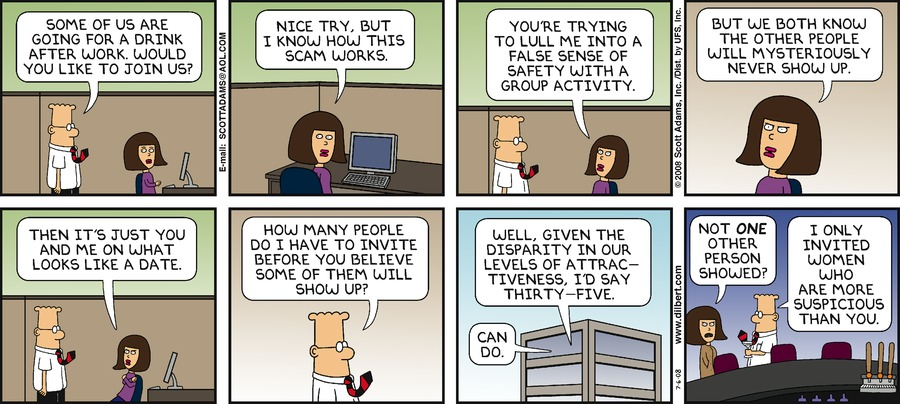 SOME OF US ARE
GOING FOR A DRINK
AFTER WORK. WOULD
YOU LIKE TO JOIN US?
E-mail: SCOTTADAMS@AOL.COM
NICE TRY, BUT
I KNOW HOW THIS
SCAM WORKS.
YOU'RE TRYING
TO LULL ME INTO A
FALSE SENSE OF
SAFETY WITH A
GROUP ACTIVITY.
© 2008 Scott Adams, Inc./Dist. by UFS, Inc.
BUT WE BOTH KNOW
THE OTHER PEOPLE
WILL MYSTERIOUSLY
NEVER SHOW UP.
THEN IT'S JUST YOU
AND ME ON WHAT
LOOKS LIKE A DATE.
HOW MANY PEOPLE
DO I HAVE TO INVITE
BEFORE YOU BELIEVE
SOME OF THEM WILL
SHOW UP?
WELL, GIVEN THE
DISPARITY IN OUR
LEVELS OF ATTRAC-
TIVENESS, I'D SAY
THIRTY-FIVE.
CAN
DO.
www.dilbert.com
7-6-08
NOT ONE
OTHER
PERSON
SHOWED?
I ONLY
INVITED
WOMEN
WHO
ARE MORE
SUSPICIOUS
THAN YOU.